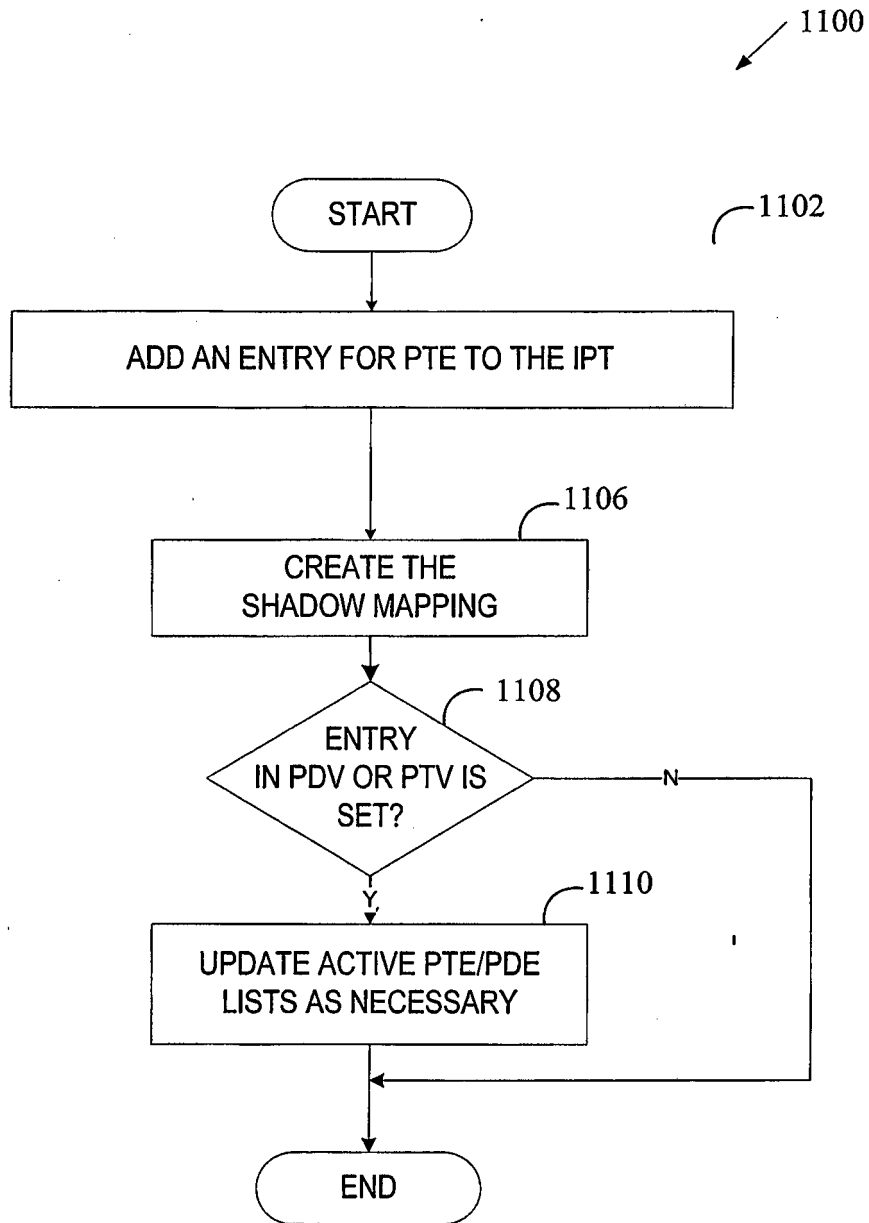 1100
START
1102
ADD AN ENTRY FOR PTE TO THE IPT
1106
CREATE THE
SHADOW MAPPING
1108
ENTRY
IN PDV OR PTV IS
SET?
N
Y
1110
UPDATE ACTIVE PTE/PDE
LISTS AS NECESSARY
END